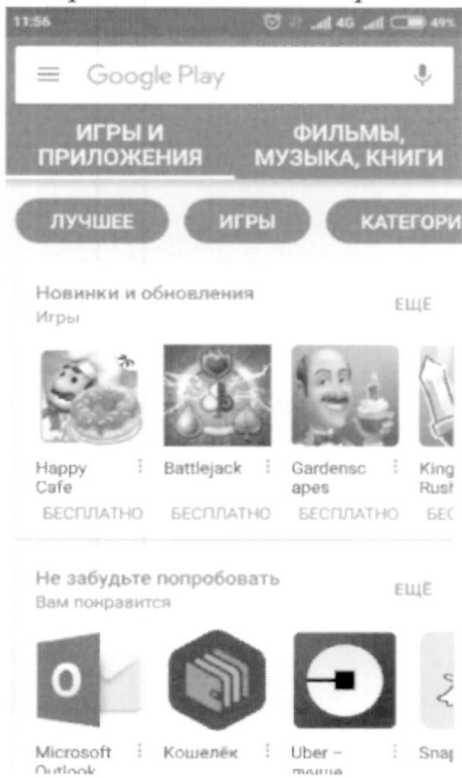 11:56 4G 49%
Google Play
ИГРЫ И ПРИЛОЖЕНИЯ
ФИЛЬМЫ, МУЗЫКА, КНИГИ
ЛУЧШЕЕ ИГРЫ КАТЕГОРИ
Новинки и обновления ЕЩЁ
Игры
Happy Cafe
Battlejack
Gardensc apes
King Rush
БЕСПЛАТНО БЕСПЛАТНО БЕСПЛАТНО БЕС
Не забудьте попробовать ЕЩЁ
Вам понравится
O
Microsoft Outlook
Кошелёк
Uber –
Snap